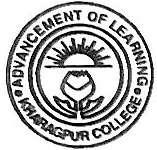 ADVANCEMENT OF LEARNING
KHARAGPUR COLLEGE